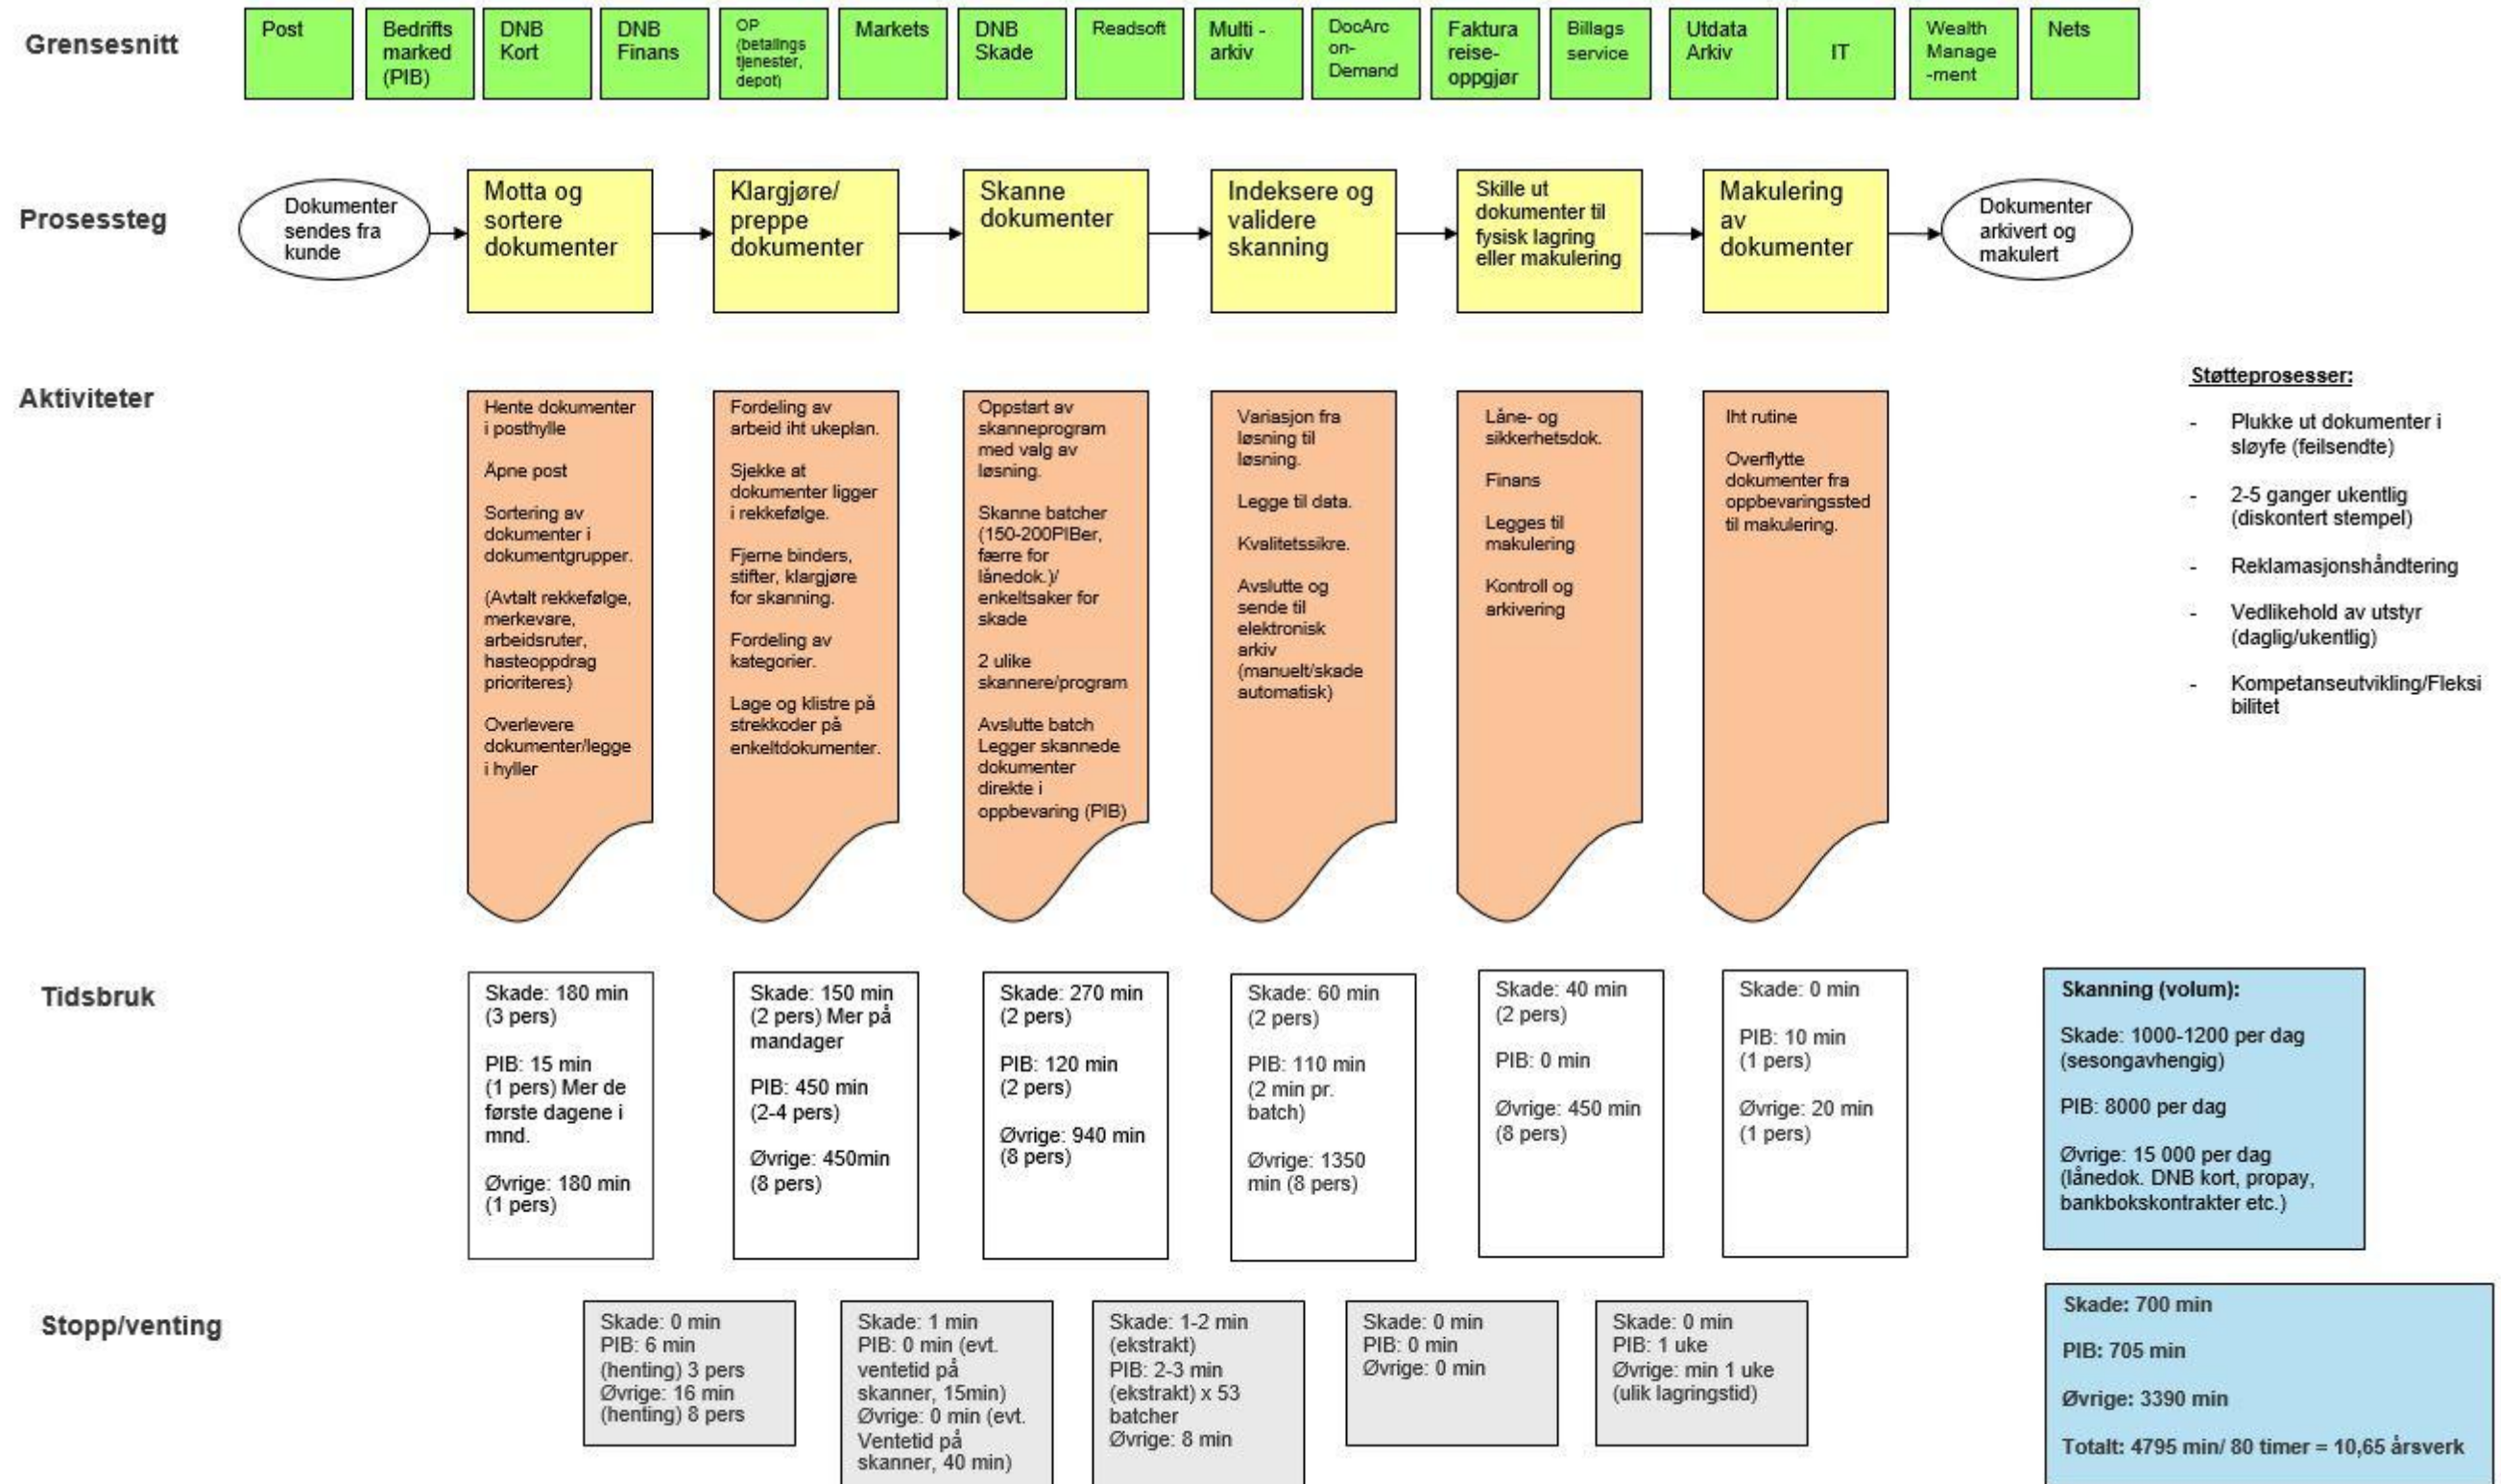 Grensesnitt
Post
Bedrifts
marked
(PIB)
DNB
Kort
DNB
Finans
OP
(betalings
tjenester,
depot)
Markets
DNB
Skade
Readsoft
Multi -
arkiv
DocArc
on-
Demand
Faktura
reise-
oppgjør
Billags
service
Utdata
Arkiv
IT
Wealth
Manage
-ment
Nets
Prosessteg
Dokumenter
sendes fra
kunde
Motta og
sortere
dokumenter
Klargjøre/
preppe
dokumenter
Skanne
dokumenter
Indeksere og
validere
skanning
Skille ut
dokumenter til
fysisk lagring
eller makulering
Makulering
av
dokumenter
Dokumenter
arkivert og
makulert
Aktiviteter
Hente dokumenter
i posthylle
Åpne post
Sortering av
dokumenter i
dokumentgrupper.
(Avtalt rekkefølge,
merkevare,
arbeidsruter,
hasteoppdrag
prioriteres)
Overlevere
dokumenter/legge
i hyller
Fordeling av
arbeid iht ukeplan.
Sjekke at
dokumenter ligger
i rekkefølge.
Fjerne binders,
stifter, klargjøre
for skanning.
Fordeling av
kategorier.
Lage og klistre på
strekkoder på
enkeltdokumenter.
Oppstart av
skanneprogram
med valg av
løsning.
Skanne batcher
(150-200PIBer,
færre for
lånedok.)/
enkeltsaker for
skade
2 ulike
skannere/program
Avslutte batch
Legger skannede
dokumenter
direkte i
oppbevaring (PIB)
Variasjon fra
løsning til
løsning.
Legge til data.
Kvalitetssikre.
Avslutte og
sende til
elektronisk
arkiv
(manuelt/skade
automatisk)
Låne- og
sikkerhetsdok.
Finans
Legges til
makulering
Kontroll og
arkivering
Iht rutine
Overflytte
dokumenter fra
oppbevaringssted
til makulering.
Støtteprosesser:
- Plukke ut dokumenter i
sløyfe (feilsendte)
- 2-5 ganger ukentlig
(diskontert stempel)
- Reklamasjonshåndtering
- Vedlikehold av utstyr
(daglig/ukentlig)
- Kompetanseutvikling/Fleksi
bilitet
Tidsbruk
Skade: 180 min
(3 pers)
PIB: 15 min
(1 pers) Mer de
første dagene i
mnd.
Øvrige: 180 min
(1 pers)
Skade: 150 min
(2 pers) Mer på
mandager
PIB: 450 min
(2-4 pers)
Øvrige: 450min
(8 pers)
Skade: 270 min
(2 pers)
PIB: 120 min
(2 pers)
Øvrige: 940 min
(8 pers)
Skade: 60 min
(2 pers)
PIB: 110 min
(2 min pr.
batch)
Øvrige: 1350
min (8 pers)
Skade: 40 min
(2 pers)
PIB: 0 min
Øvrige: 450 min
(8 pers)
Skade: 0 min
PIB: 10 min
(1 pers)
Øvrige: 20 min
(1 pers)
Skanning (volum):
Skade: 1000-1200 per dag
(sesongavhengig)
PIB: 8000 per dag
Øvrige: 15 000 per dag
(lånedok. DNB kort, propay,
bankbokskontrakter etc.)
Stopp/venting
Skade: 0 min
PIB: 6 min
(henting) 3 pers
Øvrige: 16 min
(henting) 8 pers
Skade: 1 min
PIB: 0 min (evt.
ventetid på
skanner, 15min)
Øvrige: 0 min (evt.
Ventetid på
skanner, 40 min)
Skade: 1-2 min
(ekstrakt)
PIB: 2-3 min
(ekstrakt) x 53
batcher
Øvrige: 8 min
Skade: 0 min
PIB: 0 min
Øvrige: 0 min
Skade: 0 min
PIB: 1 uke
Øvrige: min 1 uke
(ulik lagringstid)
Skade: 700 min
PIB: 705 min
Øvrige: 3390 min
Totalt: 4795 min/ 80 timer = 10,65 årsverk